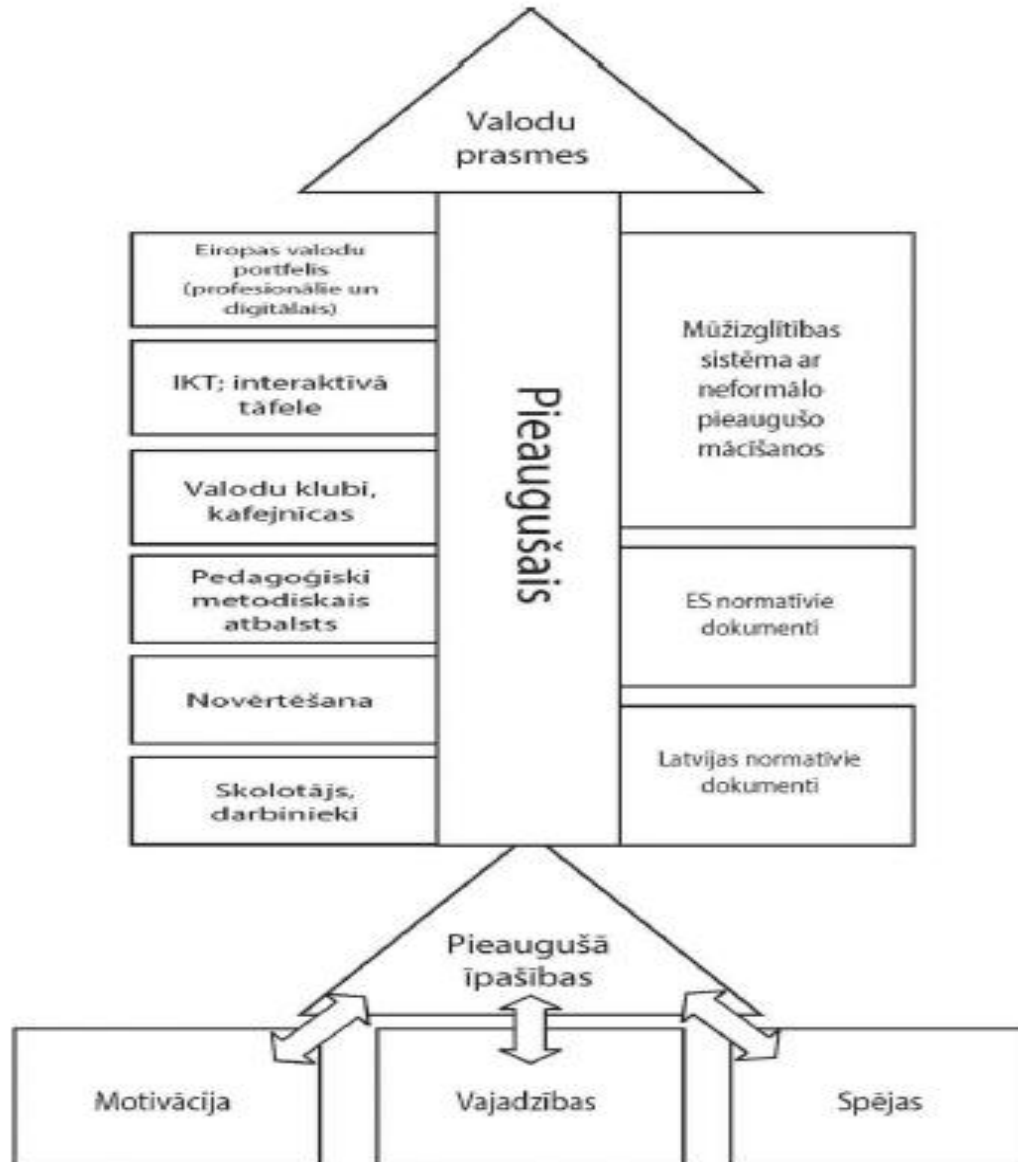 Valodu
prasmes
Eiropas valodu
portfelis
(profesionālie un
digitālais)
IKT; interaktīvā
tāfele
Valodu klubi,
kafejnīcas
Pedagoģiski
metodiskais
atbalsts
Novērtēšana
Skolotājs,
darbinieki
Pieaugušais
Mūžizglītības
sistēma ar
neformālo
pieaugušo
mācīšanos
ES normatīvie
dokumenti
Latvijas normatīvie
dokumenti
Pieaugušā
īpašības
Motivācija
Vajadzības
Spējas